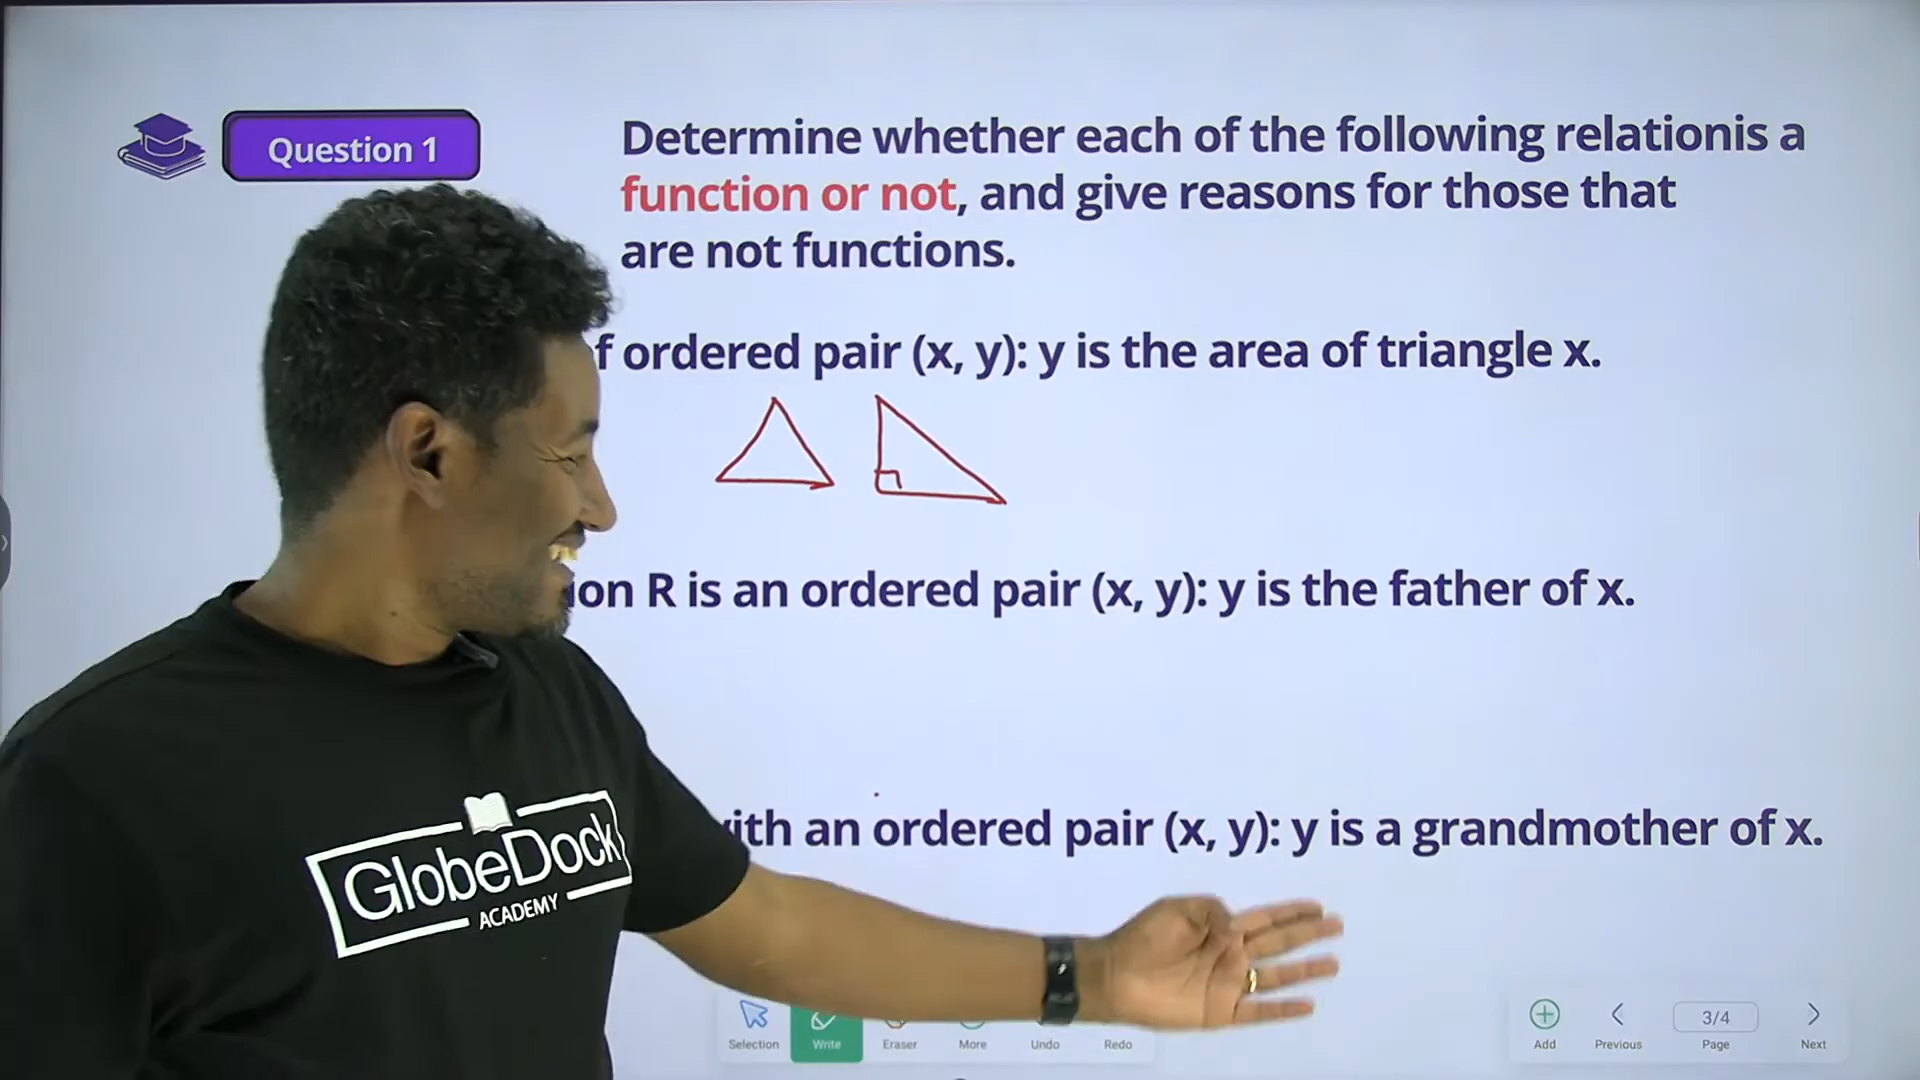 Question 1
Determine whether each of the following relationis a
function or not, and give reasons for those that
are not functions.
f ordered pair (x, y): y is the area of triangle x.
ion R is an ordered pair (x, y): y is the father of x.
ith an ordered pair (x, y): y is a grandmother of x.
GlobeDock
ACADEMY
Selection
Write
Eraser
More
Undo
Redo
Add
Previous
3/4
Page
Next